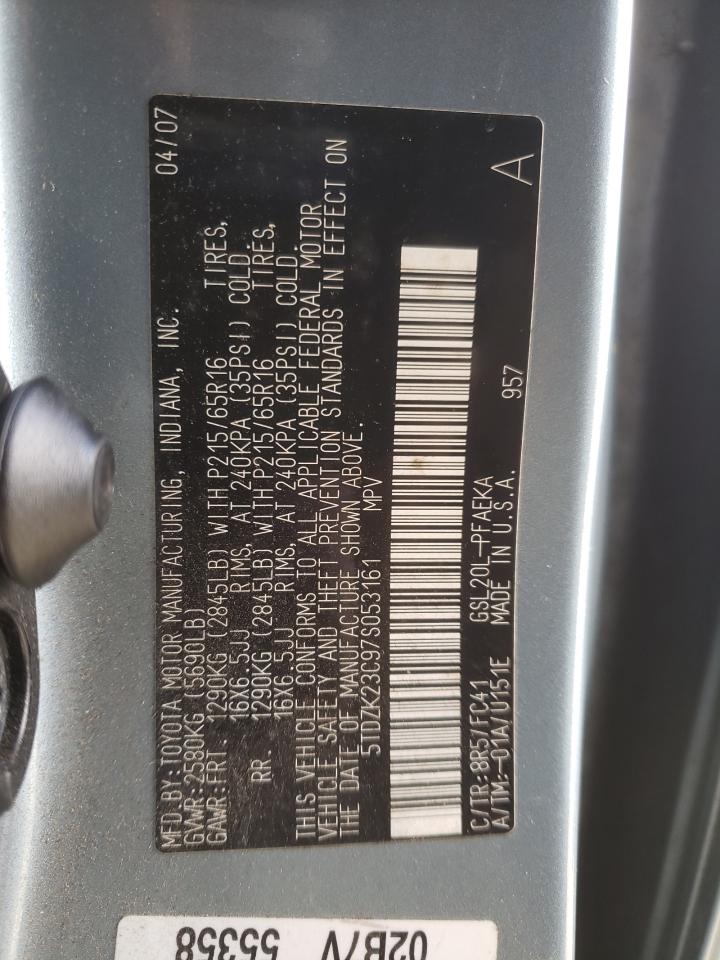 MFD BY:TOYOTA MOTOR MANUFACTURING, INDIANA, INC. 04/07
GVWR:2580KG (5690LB)
GAWR:FRT 1290KG (2845LB) WITH P215/65R16 TIRES,
16X6.5JJ RIMS, AT 240KPA (35PSI) COLD.
RR. 1290KG (2845LB) WITH P215/65R16 TIRES,
16X6.5JJ RIMS, AT 240KPA (35PSI) COLD.
THIS VEHICLE CONFORMS TO ALL APPLICABLE FEDERAL MOTOR
VEHICLE SAFETY AND THEFT PREVENTION STANDARDS IN EFFECT ON
THE DATE OF MANUFACTURE SHOWN ABOVE.
5TDZK23C97S053161 MPV
C/TR:8R5/FC41 GSL20L-PFAEKA 957 A
A/TM:-01A/U151E MADE IN U.S.A.
02B7V
55358